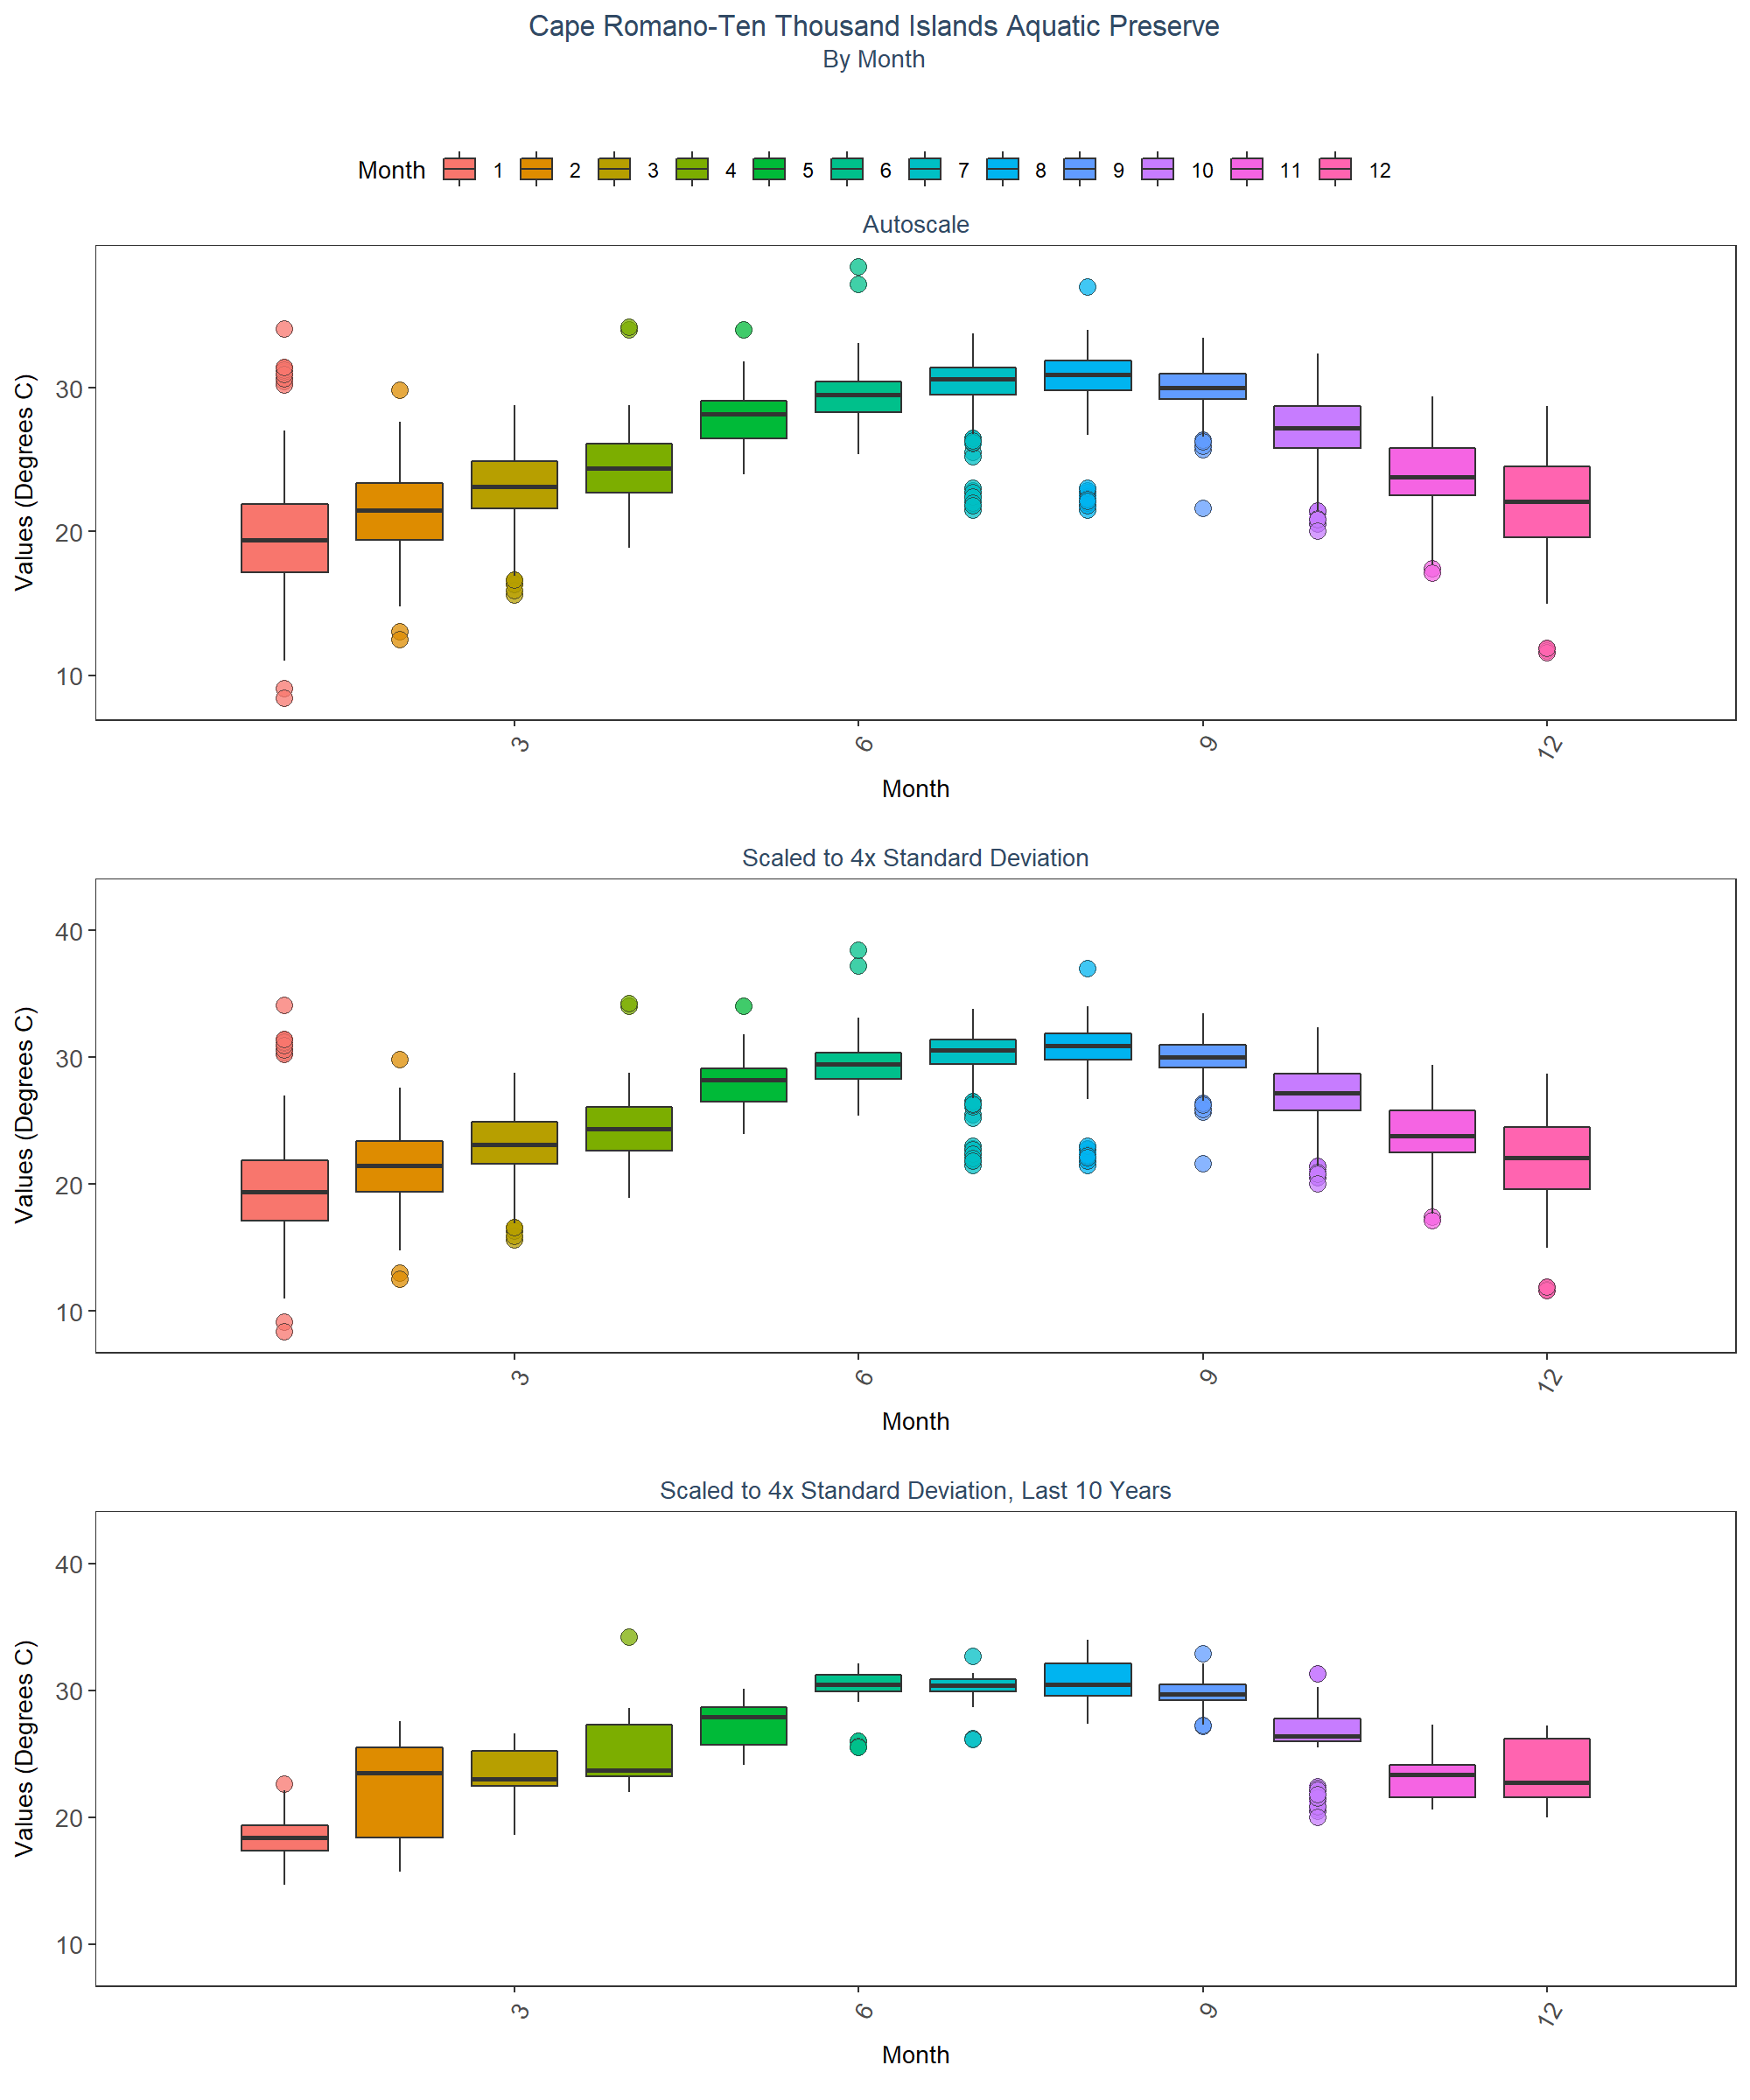 Cape Romano-Ten Thousand Islands Aquatic Preserve
By Month
Month 1 2 3 4 5 6 7 8 9 10 11 12
Autoscale
Values (Degrees C)
30
20
10
3 6 9 12
Month
Scaled to 4x Standard Deviation
Values (Degrees C)
40
30
20
10
3 6 9 12
Month
Scaled to 4x Standard Deviation, Last 10 Years
Values (Degrees C)
40
30
20
10
3 6 9 12
Month